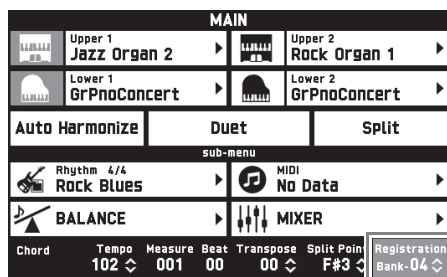 MAIN
Upper 1
Jazz Organ 2
Upper 2
Rock Organ 1
Lower 1
GrPnoConcert
Lower 2
GrPnoConcert
Auto Harmonize Duet Split
sub-menu
Rhythm 4/4
Rock Blues
MIDI
No Data
BALANCE
MIXER
Chord Tempo Measure Beat Transpose Split Poin Registration
102 001 00 00 F#3 Bank-04